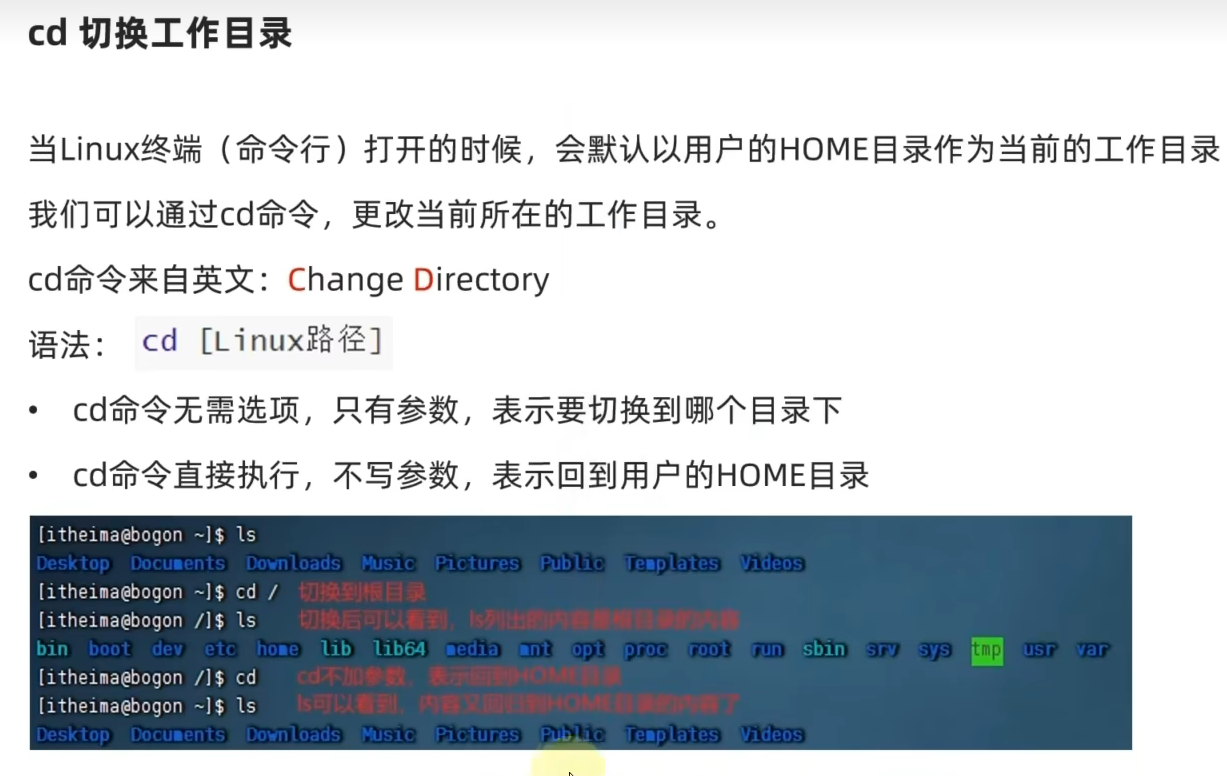 cd 切换工作目录
当Linux终端（命令行）打开的时候，会默认以用户的HOME目录作为当前的工作目录
我们可以通过cd命令，更改当前所在的工作目录。
cd命令来自英文：Change Directory
语法： cd [Linux路径]
• cd命令无需选项，只有参数，表示要切换到哪个目录下
• cd命令直接执行，不写参数，表示回到用户的HOME目录
[itheima@bogon ~]$ ls
Desktop Documents Downloads Music Pictures Public Templates Videos
[itheima@bogon ~]$ cd / 切换到根目录
[itheima@bogon /]$ ls 切换后可以看到，ls列出的内容是根目录的内容
bin boot dev etc home lib lib64 media mnt opt proc root run sbin srv sys tmp usr var
[itheima@bogon /]$ cd cd不加参数，表示回到HOME目录
[itheima@bogon ~]$ ls ls可以看到，内容又回归到HOME目录的内容了
Desktop Documents Downloads Music Pictures Public Templates Videos